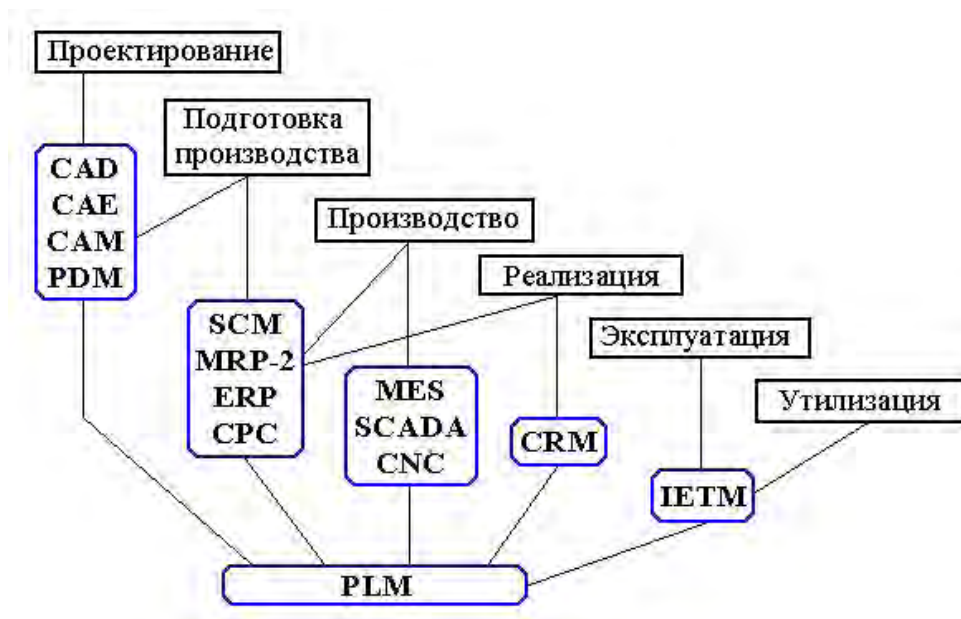 Проектирование
Подготовка
производства
CAD
CAE
CAM
PDM
Производство
Реализация
SCM
MRP-2
ERP
CPC
Эксплуатация
MES
SCADA
CNC
Утилизация
CRM
IETM
PLM